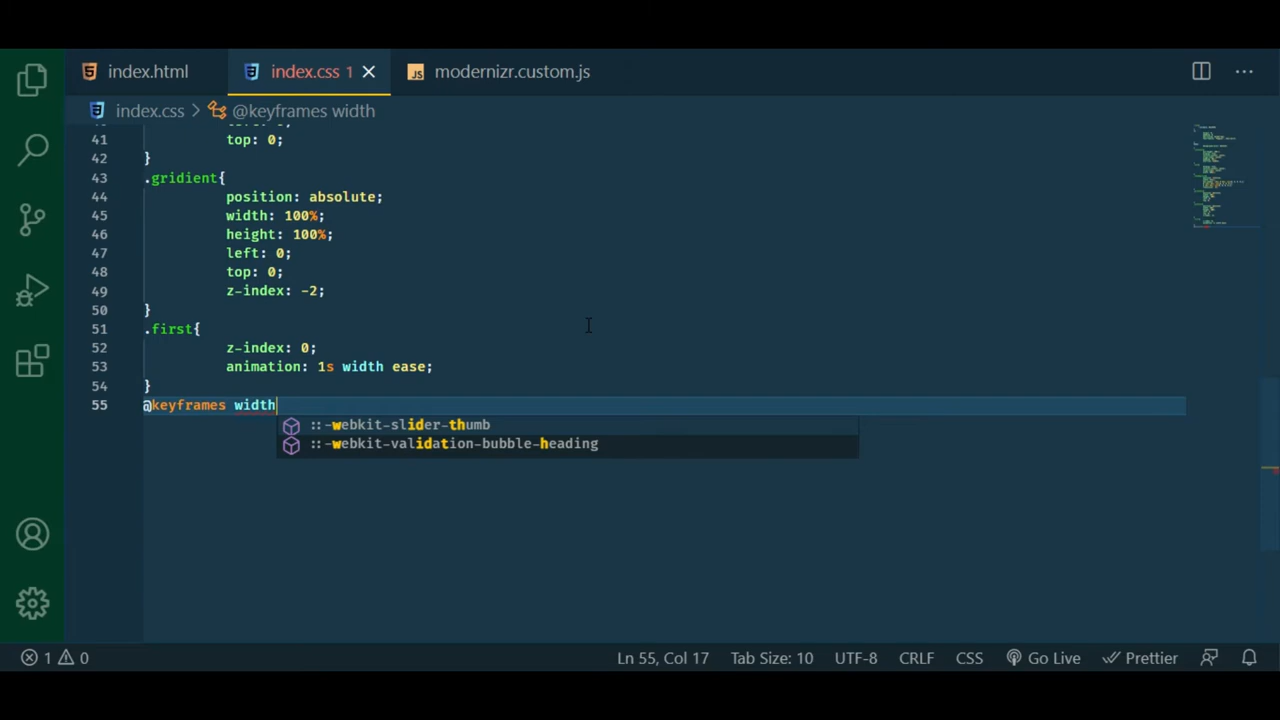 index.html
index.css 1
modernizr.custom.js
index.css > @keyframes width
41 top: 0;
42 }
43 .gridient{
44 position: absolute;
45 width: 100%;
46 height: 100%;
47 left: 0;
48 top: 0;
49 z-index: -2;
50 }
51 .first{
52 z-index: 0;
53 animation: 1s width ease;
54 }
55 @keyframes width
::-webkit-slider-thumb
::-webkit-validation-bubble-heading
1 0 Ln 55, Col 17 Tab Size: 10 UTF-8 CRLF CSS Go Live Prettier